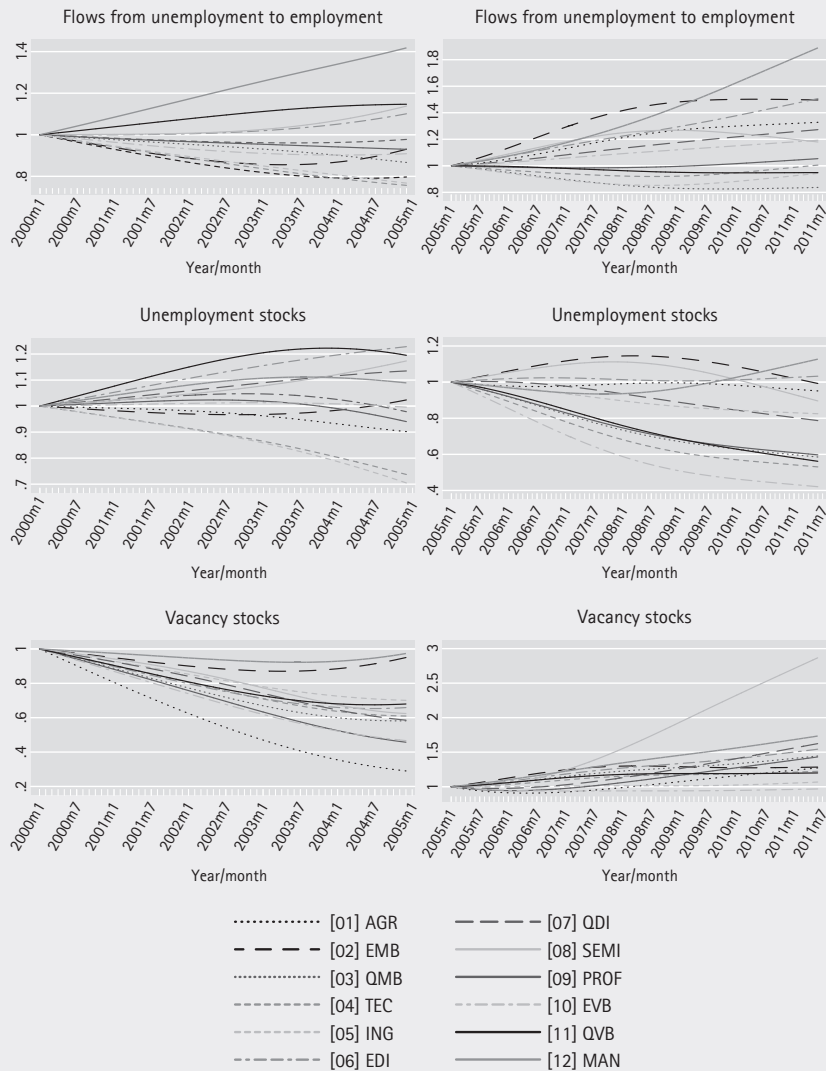 Flows from unemployment to employment
1.4
1.2
1
.8
2000m1 2000m7 2001m1 2001m7 2002m1 2002m7 2003m1 2003m7 2004m1 2004m7 2005m1
Year/month
Flows from unemployment to employment
1.8
1.6
1.4
1.2
1
.8
2005m1 2005m7 2006m1 2006m7 2007m1 2007m7 2008m1 2008m7 2009m1 2009m7 2010m1 2010m7 2011m1 2011m7
Year/month
Unemployment stocks
1.2
1.1
1
.9
.8
.7
2000m1 2000m7 2001m1 2001m7 2002m1 2002m7 2003m1 2003m7 2004m1 2004m7 2005m1
Year/month
Unemployment stocks
1.2
1
.8
.6
.4
2005m1 2005m7 2006m1 2006m7 2007m1 2007m7 2008m1 2008m7 2009m1 2009m7 2010m1 2010m7 2011m1 2011m7
Year/month
Vacancy stocks
1
.8
.6
.4
.2
2000m1 2000m7 2001m1 2001m7 2002m1 2002m7 2003m1 2003m7 2004m1 2004m7 2005m1
Year/month
Vacancy stocks
3
2.5
2
1.5
1
2005m1 2005m7 2006m1 2006m7 2007m1 2007m7 2008m1 2008m7 2009m1 2009m7 2010m1 2010m7 2011m1 2011m7
Year/month
[01] AGR
[02] EMB
[03] QMB
[04] TEC
[05] ING
[06] EDI
[07] QDI
[08] SEMI
[09] PROF
[10] EVB
[11] QVB
[12] MAN